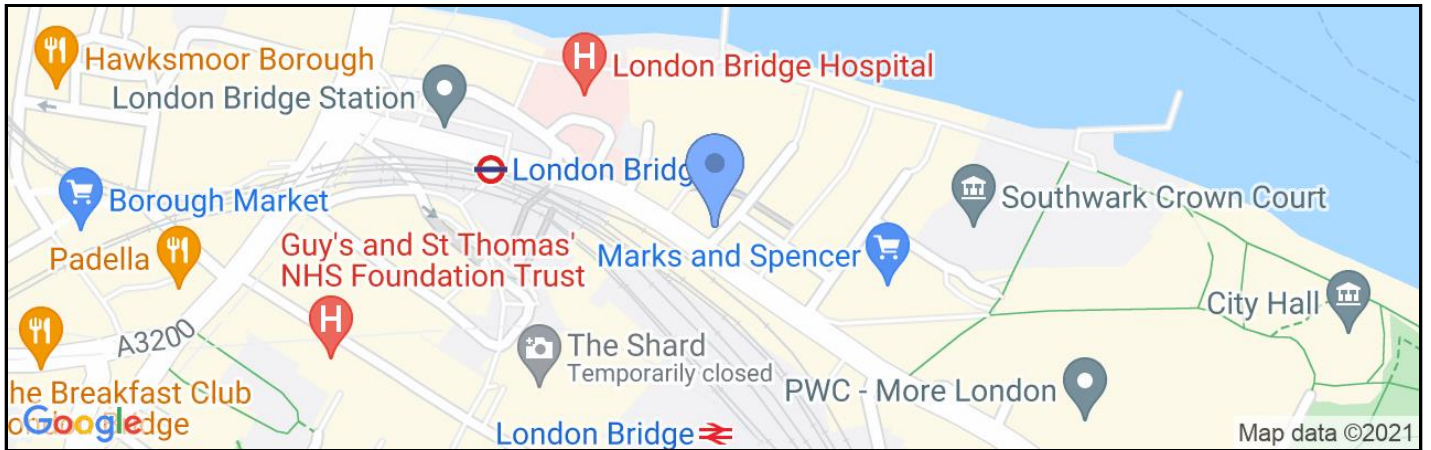 Hawksmoor Borough
London Bridge Station
H
London Bridge Hospital
London Bridg
Borough Market
Padella
Guy's and St Thomas'
NHS Foundation Trust
H
Marks and Spencer
Southwark Crown Court
City Hall
A3200
The Shard
Temporarily closed
PWC - More London
he Breakfast Club
dge
Google
London Bridge
Map data ©2021